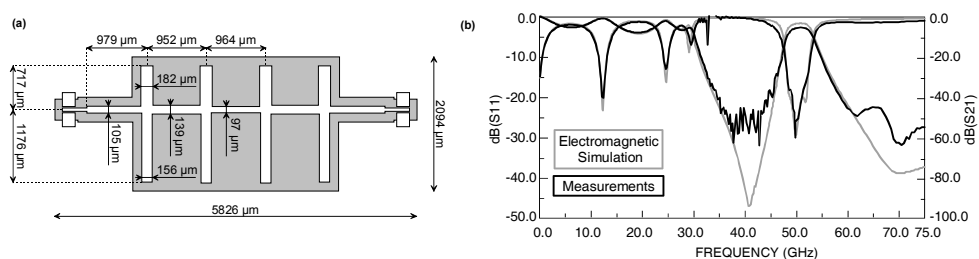 (a)
979 µm
952 µm
964 µm
717 µm
182 µm
1176 µm
105 µm
139 µm
97 µm
156 µm
2094 µm
5826 µm
(b)
0.0
-10.0
-20.0
-30.0
-40.0
-50.0
dB(S11)
Electromagnetic
Simulation
Measurements
0.0
-20.0
-40.0
-60.0
-80.0
-100.0
dB(S21)
0.0 10.0 20.0 30.0 40.0 50.0 60.0 70.0 75.0
FREQUENCY (GHz)